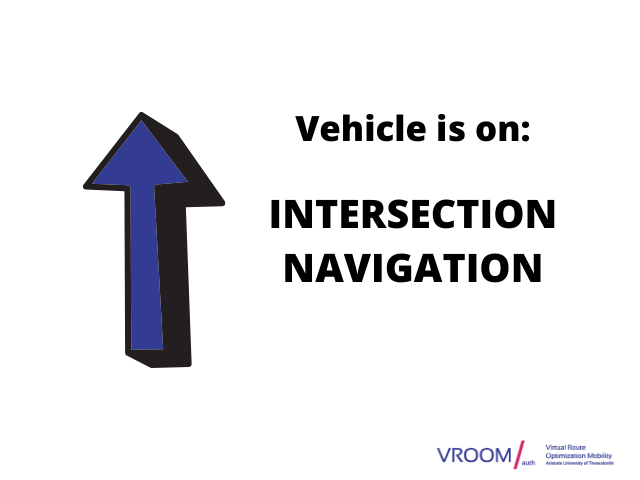 Vehicle is on:
INTERSECTION
NAVIGATION
VROOM/auth
Virtual Route
Optimization Mobility
Aristotle University of Thessaloniki